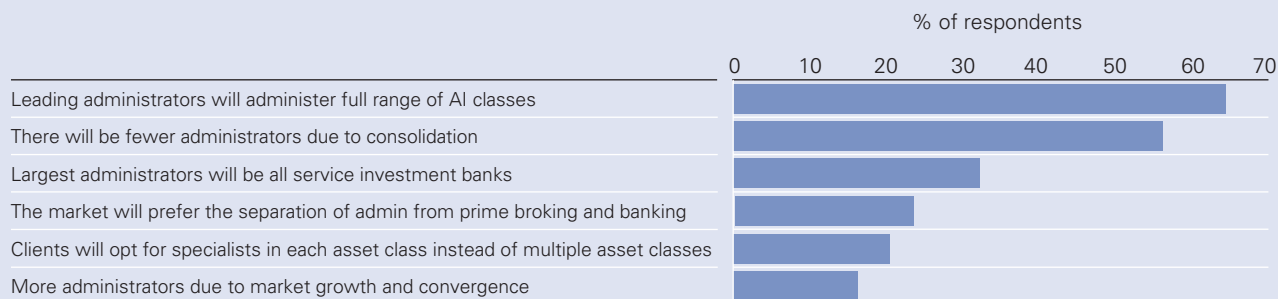 % of respondents
0 10 20 30 40 50 60 70
Leading administrators will administer full range of AI classes
There will be fewer administrators due to consolidation
Largest administrators will be all service investment banks
The market will prefer the separation of admin from prime broking and banking
Clients will opt for specialists in each asset class instead of multiple asset classes
More administrators due to market growth and convergence